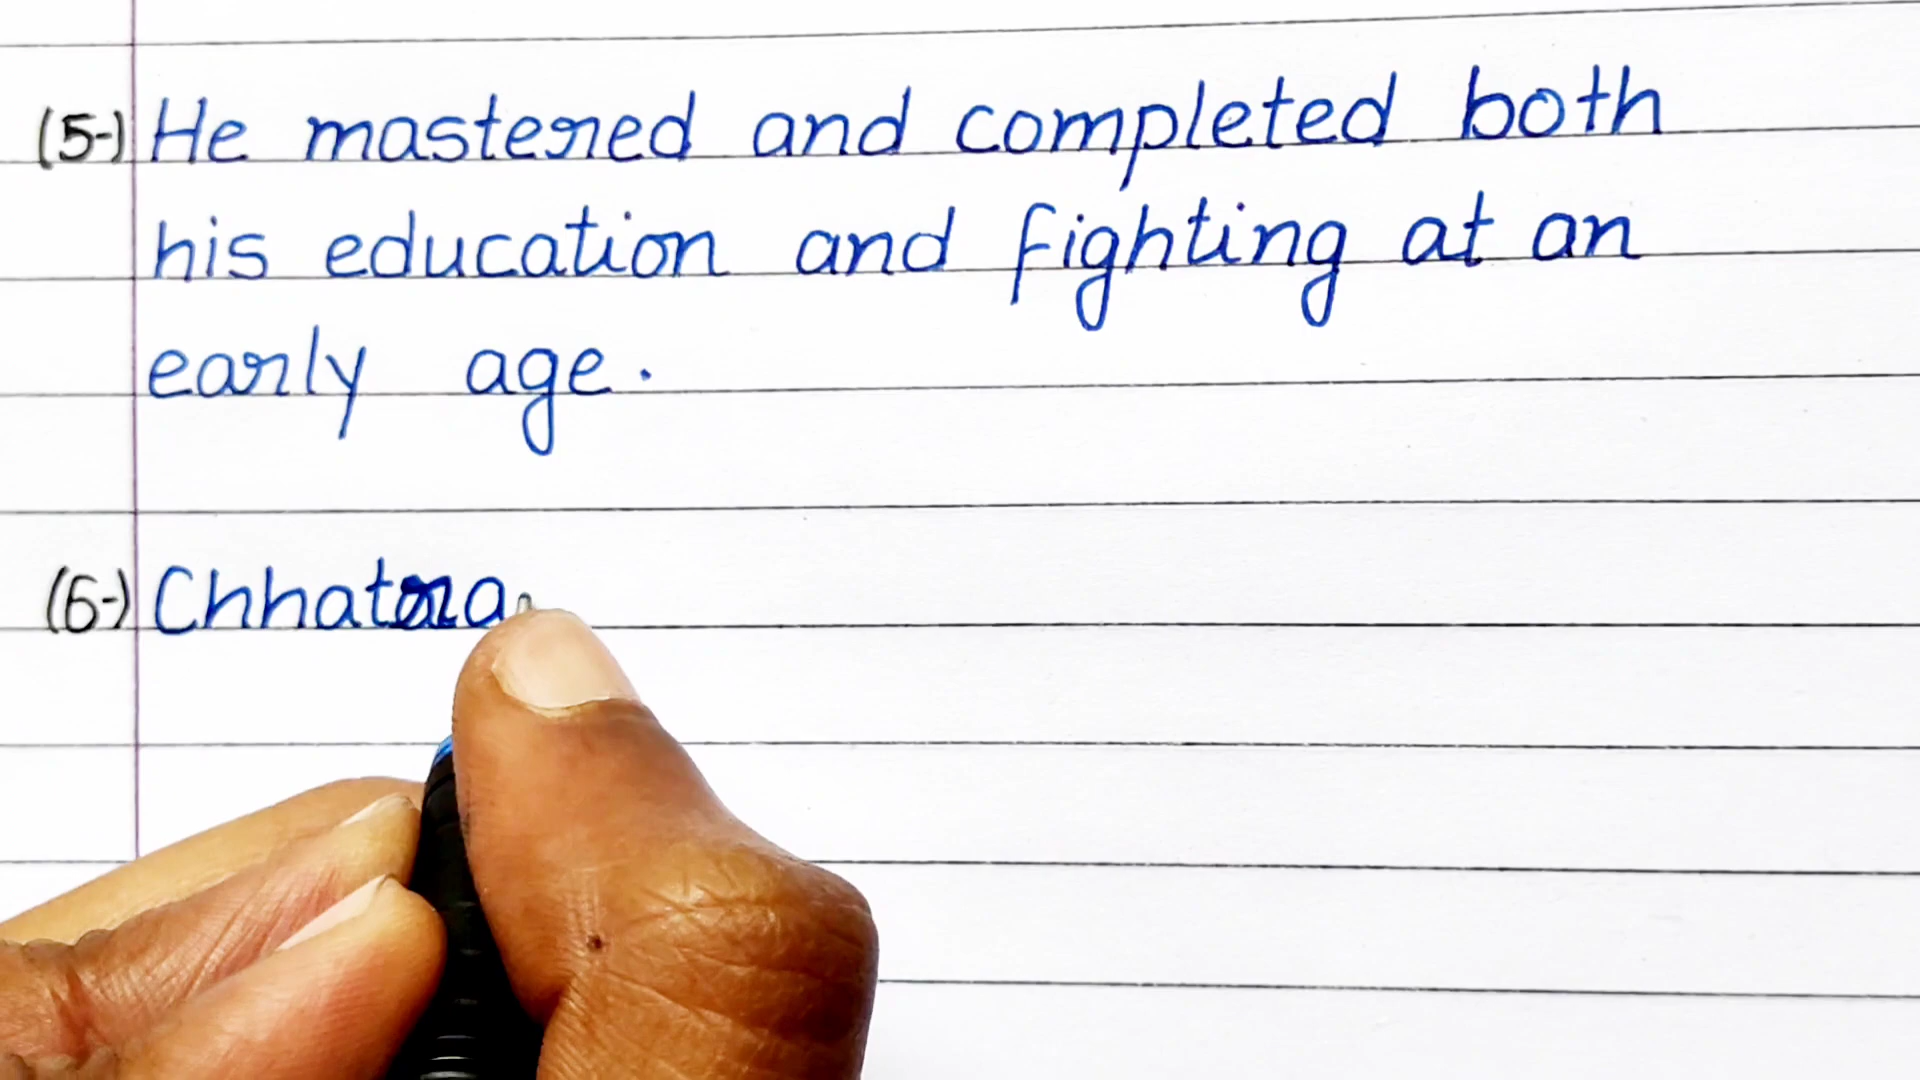 (5-) He mastered and completed both
his education and fighting at an
early age.
(6-) Chhatra